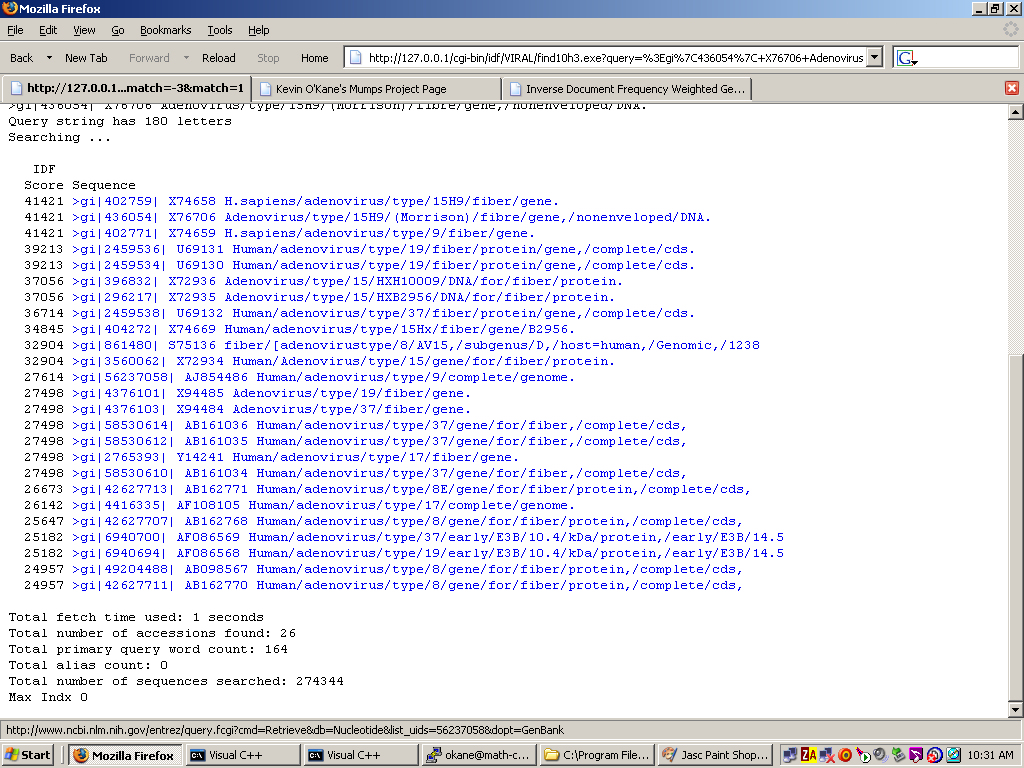 Mozilla Firefox
File Edit View Go Bookmarks Tools Help
Back New Tab Forward Reload Home http://127.0.0.1/cgi-bin/idf/VIRAL/find10h3.exe?query=%3Egi%7C436054%7C+X76706+Adenovirus
http://127.0.0.1...match=-3&match=1 Kevin O'Kane's Mumps Project Page Inverse Document Frequency Weighted Ge...
>gi|436054| X76706 Adenovirus/type/15H9/(Morrison)/fibre/gene,/nonenveloped/DNA.
Query string has 180 letters
Searching ...
IDF
Score Sequence
41421 >gi|402759| X74658 H.sapiens/adenovirus/type/15H9/fiber/gene.
41421 >gi|436054| X76706 Adenovirus/type/15H9/(Morrison)/fibre/gene,/nonenveloped/DNA.
41421 >gi|402771| X74659 H.sapiens/adenovirus/type/9/fiber/gene.
39213 >gi|2459536| U69131 Human/adenovirus/type/19/fiber/protein/gene,/complete/cds.
39213 >gi|2459534| U69130 Human/adenovirus/type/19/fiber/protein/gene,/complete/cds.
37056 >gi|396832| X72936 Adenovirus/type/15/HXH10009/DNA/for/fiber/protein.
37056 >gi|296217| X72935 Adenovirus/type/15/HXB2956/DNA/for/fiber/protein.
36714 >gi|2459538| U69132 Human/adenovirus/type/37/fiber/protein/gene,/complete/cds.
34845 >gi|404272| X74669 Human/adenovirus/type/15Hx/fiber/gene/B2956.
32904 >gi|861480| S75136 fiber/[adenovirustype/8/AV15,/subgenus/D,/host=human,/Genomic,/1238
32904 >gi|3560062| X72934 Human/Adenovirus/type/15/gene/for/fiber/protein.
27614 >gi|56237058| AJ854486 Human/adenovirus/type/9/complete/genome.
27498 >gi|4376101| X94485 Adenovirus/type/19/fiber/gene.
27498 >gi|4376103| X94484 Adenovirus/type/37/fiber/gene.
27498 >gi|58530614| AB161036 Human/adenovirus/type/37/gene/for/fiber,/complete/cds,
27498 >gi|58530612| AB161035 Human/adenovirus/type/37/gene/for/fiber,/complete/cds,
27498 >gi|2765393| Y14241 Human/adenovirus/type/17/fiber/gene.
27498 >gi|58530610| AB161034 Human/adenovirus/type/37/gene/for/fiber,/complete/cds,
26673 >gi|42627713| AB162771 Human/adenovirus/type/8E/gene/for/fiber/protein,/complete/cds,
26142 >gi|4416335| AF108105 Human/adenovirus/type/17/complete/genome.
25647 >gi|42627707| AB162768 Human/adenovirus/type/8/gene/for/fiber/protein,/complete/cds,
25182 >gi|6940700| AF086569 Human/adenovirus/type/37/early/E3B/10.4/kDa/protein,/early/E3B/14.5
25182 >gi|6940694| AF086568 Human/adenovirus/type/19/early/E3B/10.4/kDa/protein,/early/E3B/14.5
24957 >gi|49204488| AB098567 Human/adenovirus/type/8/gene/for/fiber/protein,/complete/cds,
24957 >gi|42627711| AB162770 Human/adenovirus/type/8/gene/for/fiber/protein,/complete/cds,
Total fetch time used: 1 seconds
Total number of accessions found: 26
Total primary query word count: 164
Total alias count: 0
Total number of sequences searched: 274344
Max Indx 0
http://www.ncbi.nlm.nih.gov/entrez/query.fcgi?cmd=Retrieve&db=Nucleotide&list_uids=56237058&dopt=GenBank
Start Mozilla Firefox Visual C++ Visual C++ okane@math-c... C:\Program File... Jasc Paint Shop... 10:31 AM